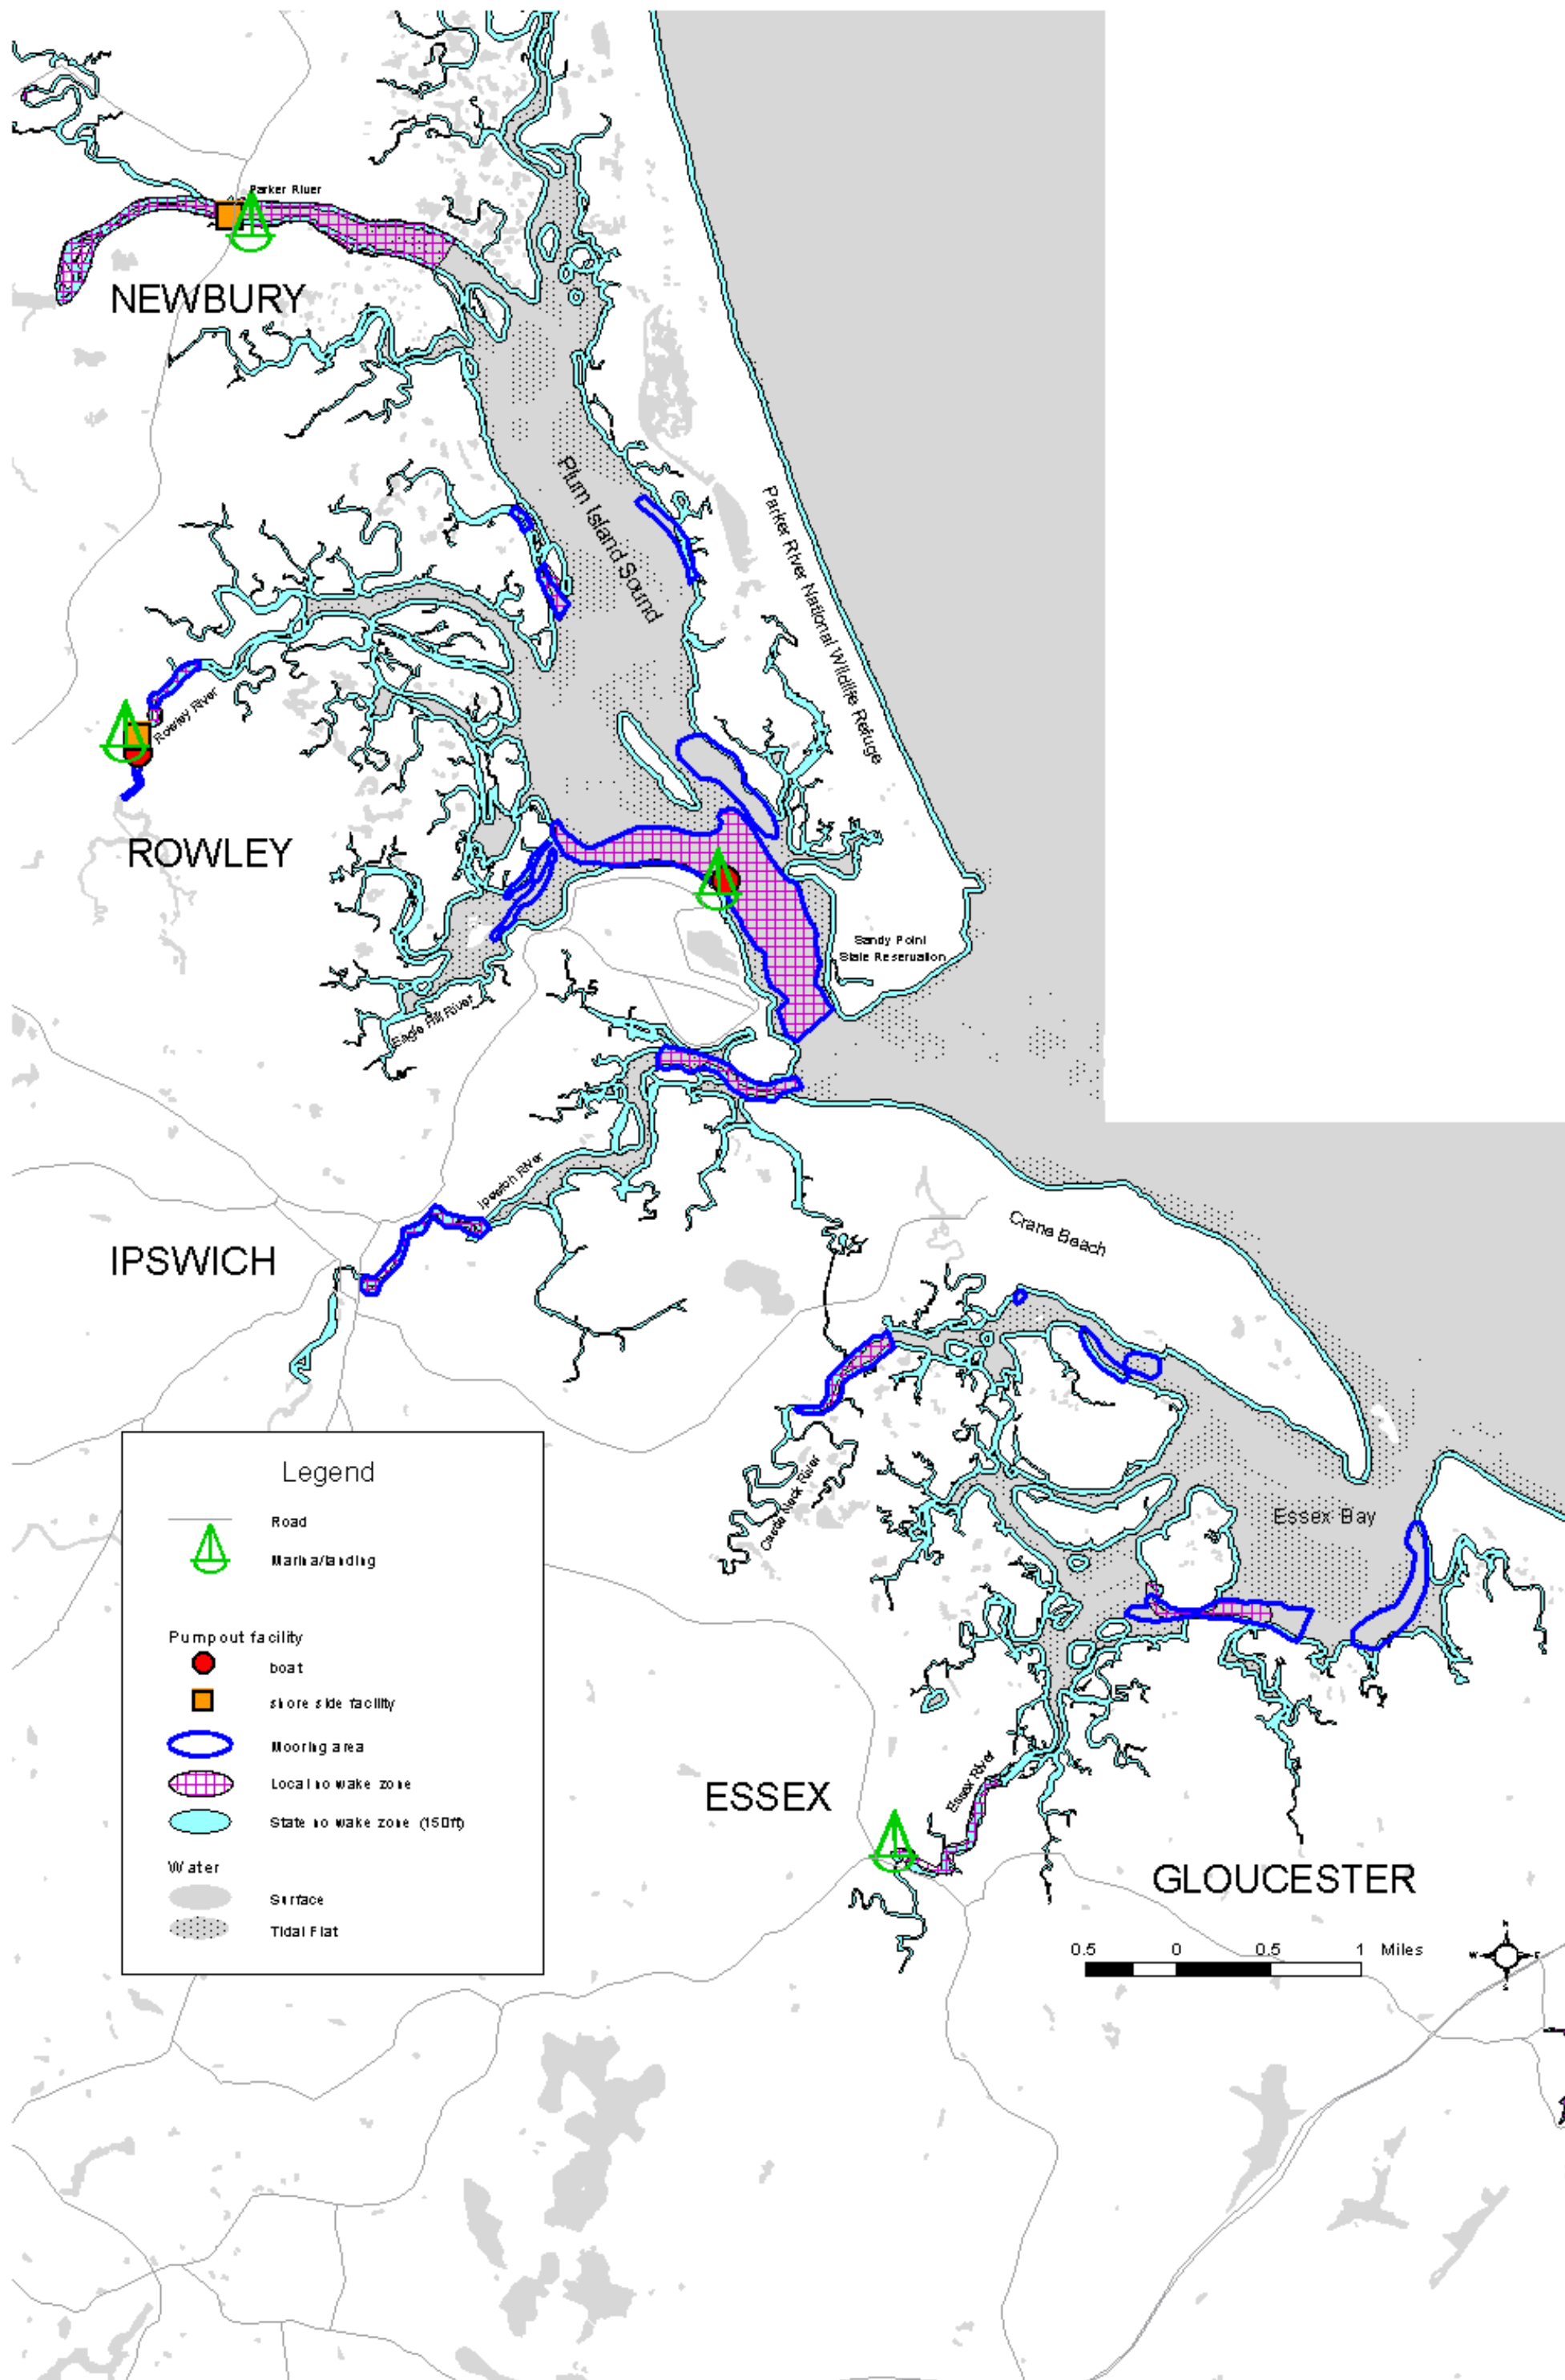 Parker River
NEWBURY
Plum Island Sound
Parker River National Wildlife Refuge
Rowley River
ROWLEY
Sandy Point
State Reservation
Eagle Hill River
Ipswich River
IPSWICH
Crane Beach
Castle Neck River
Essex Bay
Essex River
ESSEX
GLOUCESTER
Legend
Road
Marina/landing
Pumpout facility
boat
shore side facility
Mooring area
Local no wake zone
State no wake zone (150ft)
Water
Surface
Tidal Flat
0.5 0 0.5 1 Miles
N
W E
S